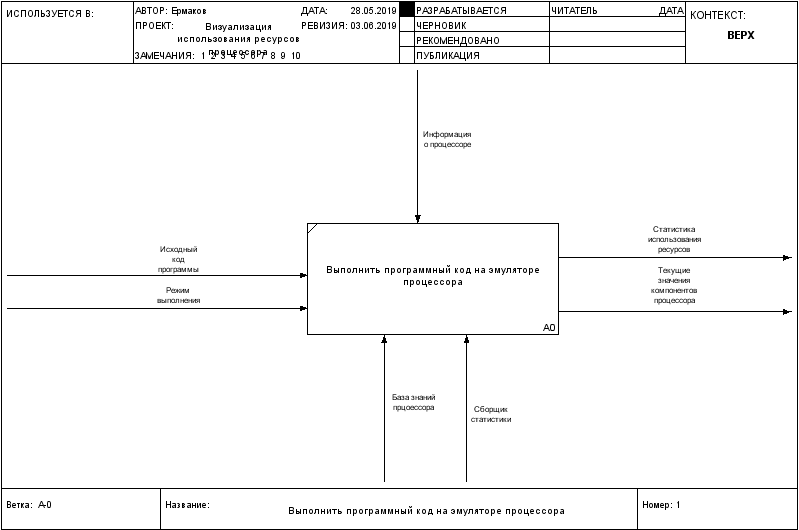 ИСПОЛЬЗУЕТСЯ В:
АВТОР: Ермаков
ДАТА: 28.05.2019
ПРОЕКТ: Визуализация
использования ресурсов
процессора
РЕВИЗИЯ: 03.06.2019
ЗАМЕЧАНИЯ: 1 2 3 4 5 6 7 8 9 10
РАЗРАБАТЫВАЕТСЯ
ЧЕРНОВИК
РЕКОМЕНДОВАНО
ПУБЛИКАЦИЯ
ЧИТАТЕЛЬ ДАТА
КОНТЕКСТ:
ВЕРХ
Информация
о процессоре
Исходный
код
программы
Режим
выполнения
Выполнить программный код на эмуляторе
процессора
A0
Статистика
использования
ресурсов
Текущие
значения
компонентов
процессора
База знаний
прцоессора
Сборщик
статистики
Ветка: A-0
Название:
Выполнить программный код на эмуляторе процессора
Номер: 1